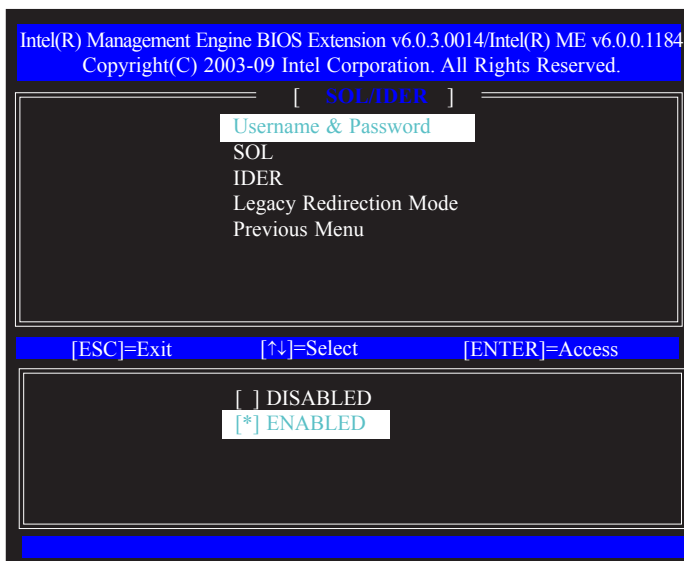 Intel(R) Management Engine BIOS Extension v6.0.3.0014/Intel(R) ME v6.0.0.1184
Copyright(C) 2003-09 Intel Corporation. All Rights Reserved.
[ SOL/IDER ]
Username & Password
SOL
IDER
Legacy Redirection Mode
Previous Menu
[ESC]=Exit [↑↓]=Select [ENTER]=Access
[ ] DISABLED
[*] ENABLED